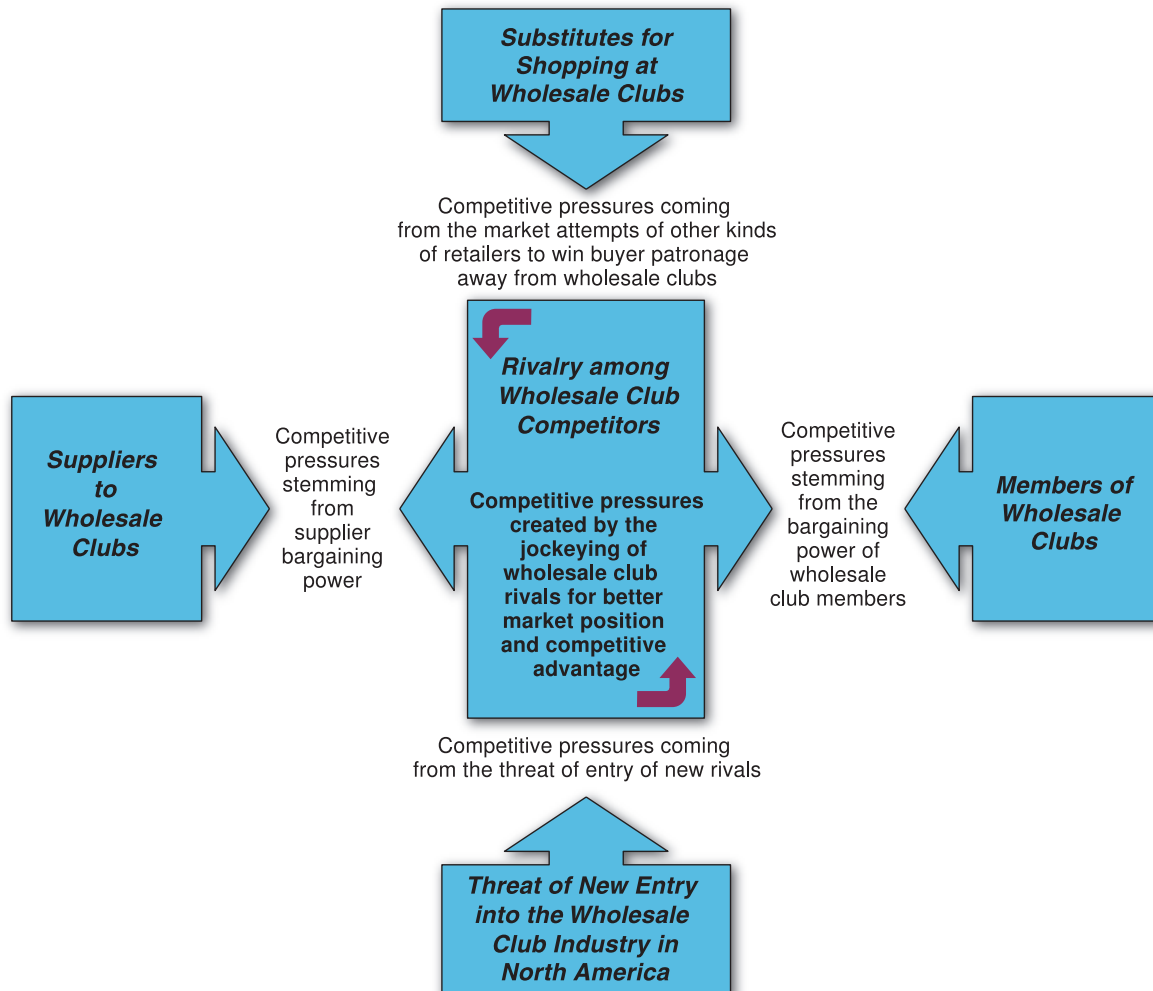 Substitutes for
Shopping at
Wholesale Clubs
Competitive pressures coming
from the market attempts of other kinds
of retailers to win buyer patronage
away from wholesale clubs
Suppliers
to
Wholesale
Clubs
Competitive
pressures
stemming
from
supplier
bargaining
power
Rivalry among
Wholesale Club
Competitors
Competitive pressures
created by the
jockeying of
wholesale club
rivals for better
market position
and competitive
advantage
Competitive
pressures
stemming
from the
bargaining
power of
wholesale
club members
Members of
Wholesale
Clubs
Competitive pressures coming
from the threat of entry of new rivals
Threat of New Entry
into the Wholesale
Club Industry in
North America